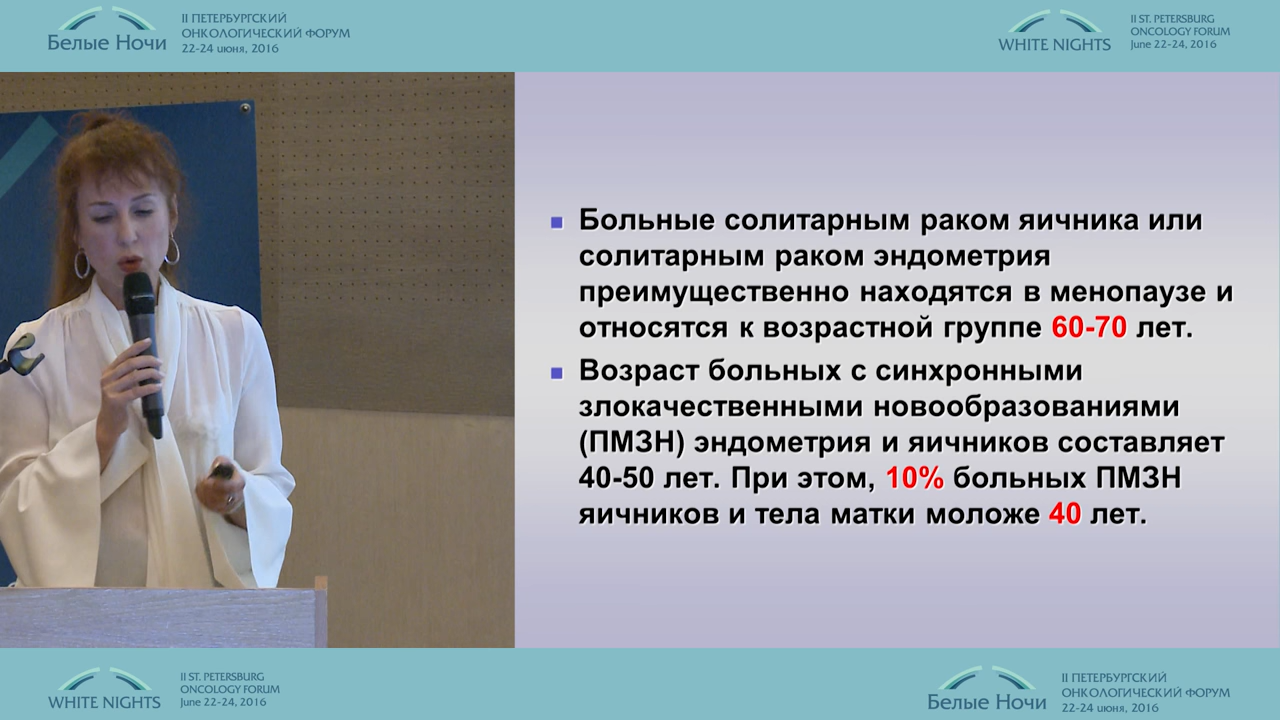 Белые Ночи
II ПЕТЕРБУРГСКИЙ
ОНКОЛОГИЧЕСКИЙ ФОРУМ
22-24 июня, 2016
WHITE NIGHTS
II ST. PETERSBURG
ONCOLOGY FORUM
June 22-24, 2016
Больные солитарным раком яичника или
солитарным раком эндометрия
преимущественно находятся в менопаузе и
относятся к возрастной группе 60-70 лет.
Возраст больных с синхронными
злокачественными новообразованиями
(ПМЗН) эндометрия и яичников составляет
40-50 лет. При этом, 10% больных ПМЗН
яичников и тела матки моложе 40 лет.
WHITE NIGHTS
II ST. PETERSBURG
ONCOLOGY FORUM
June 22-24, 2016
Белые Ночи
II ПЕТЕРБУРГСКИЙ
ОНКОЛОГИЧЕСКИЙ ФОРУМ
22-24 июня, 2016